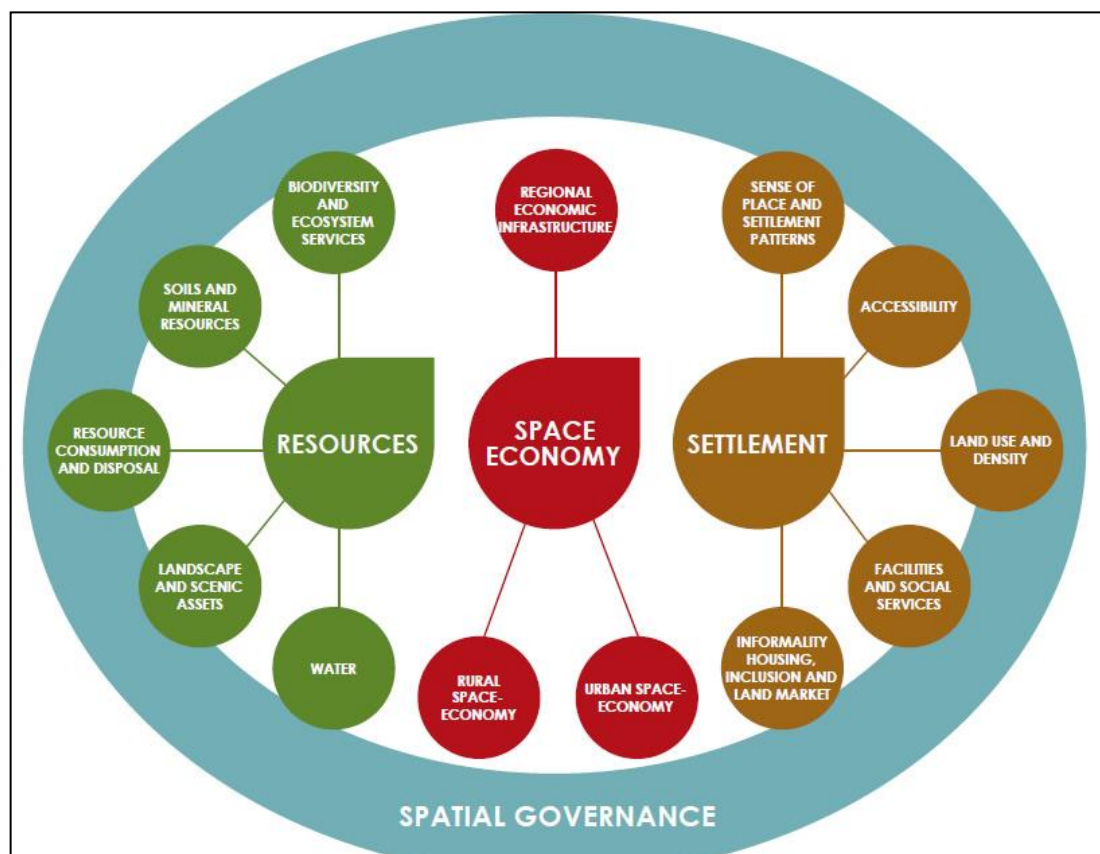 BIODIVERSITY
AND
ECOSYSTEM
SERVICES
SOILS AND
MINERAL
RESOURCES
RESOURCE
CONSUMPTION
AND DISPOSAL
LANDSCAPE
AND SCENIC
ASSETS
WATER
RESOURCES
REGIONAL
ECONOMIC
INFRASTRUCTURE
SPACE
ECONOMY
RURAL
SPACE-
ECONOMY
URBAN SPACE-
ECONOMY
SENSE OF
PLACE AND
SETTLEMENT
PATTERNS
ACCESSIBILITY
SETTLEMENT
LAND USE AND
DENSITY
FACILITIES
AND SOCIAL
SERVICES
INFORMALITY
HOUSING,
INCLUSION AND
LAND MARKET
SPATIAL GOVERNANCE